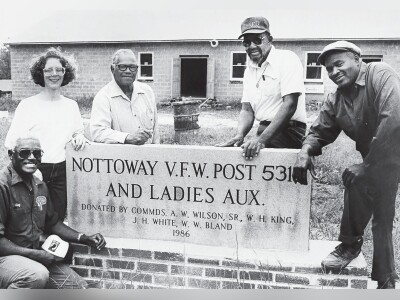 NOTTOWAY V.F.W. POST 531
AND LADIES AUX.
DONATED BY COMMDS. A. W. WILSON, SR., W. H. KING,
J. H. WHITE, W. W. BLAND
1986